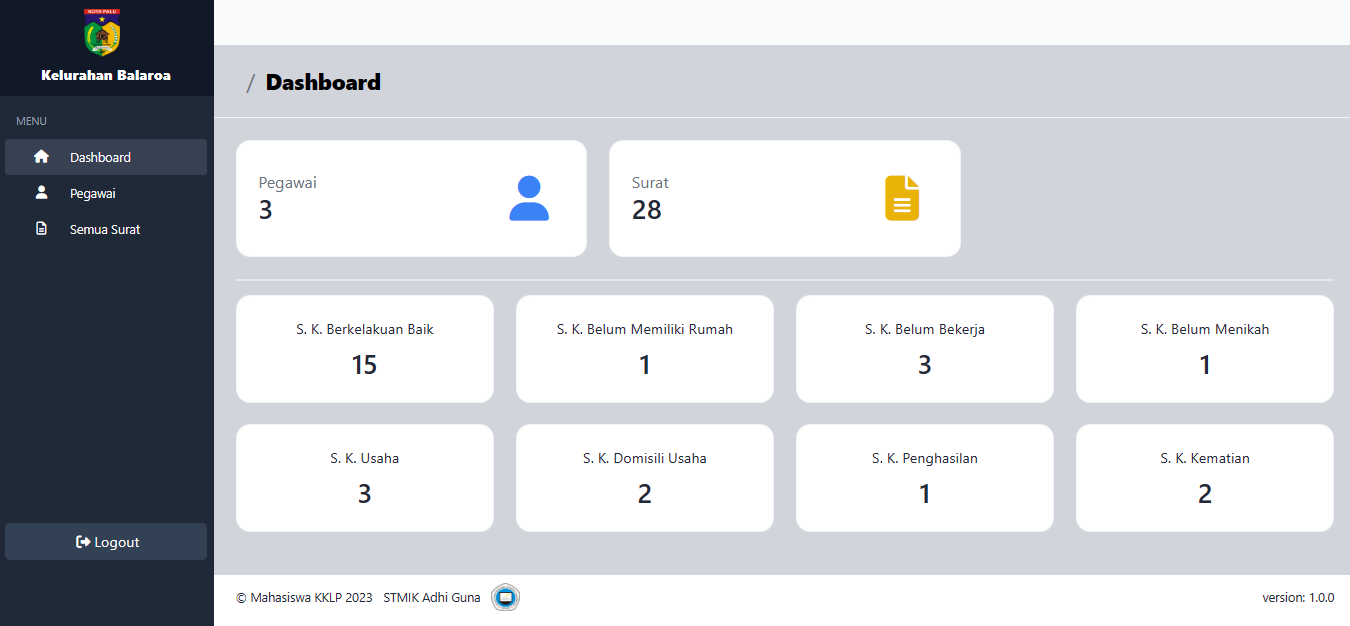 KOTA PALU
Kelurahan Balaroa
MENU
Dashboard
Pegawai
Semua Surat
Logout
/ Dashboard
Pegawai
3
Surat
28
S. K. Berkelakuan Baik
15
S. K. Belum Memiliki Rumah
1
S. K. Belum Bekerja
3
S. K. Belum Menikah
1
S. K. Usaha
3
S. K. Domisili Usaha
2
S. K. Penghasilan
1
S. K. Kematian
2
© Mahasiswa KKLP 2023 STMIK Adhi Guna
version: 1.0.0